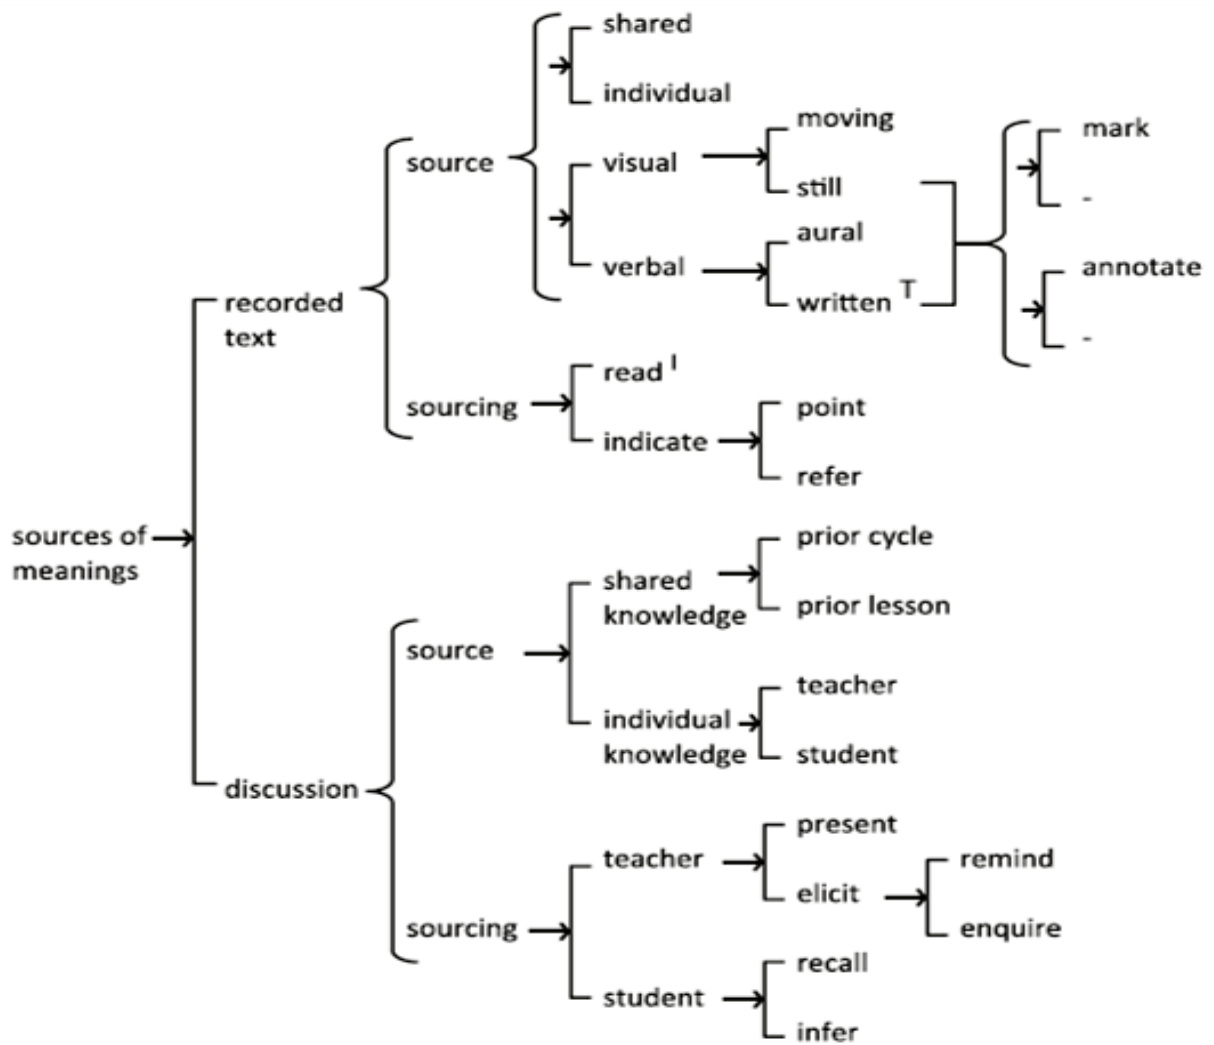 shared
individual
source
visual
verbal
moving
still
aural
written T
mark
-
annotate
-
recorded
text
sourcing
read I
indicate
point
refer
sources of
meanings
discussion
source
shared
knowledge
prior cycle
prior lesson
individual
knowledge
teacher
student
sourcing
teacher
present
elicit
remind
enquire
student
recall
infer